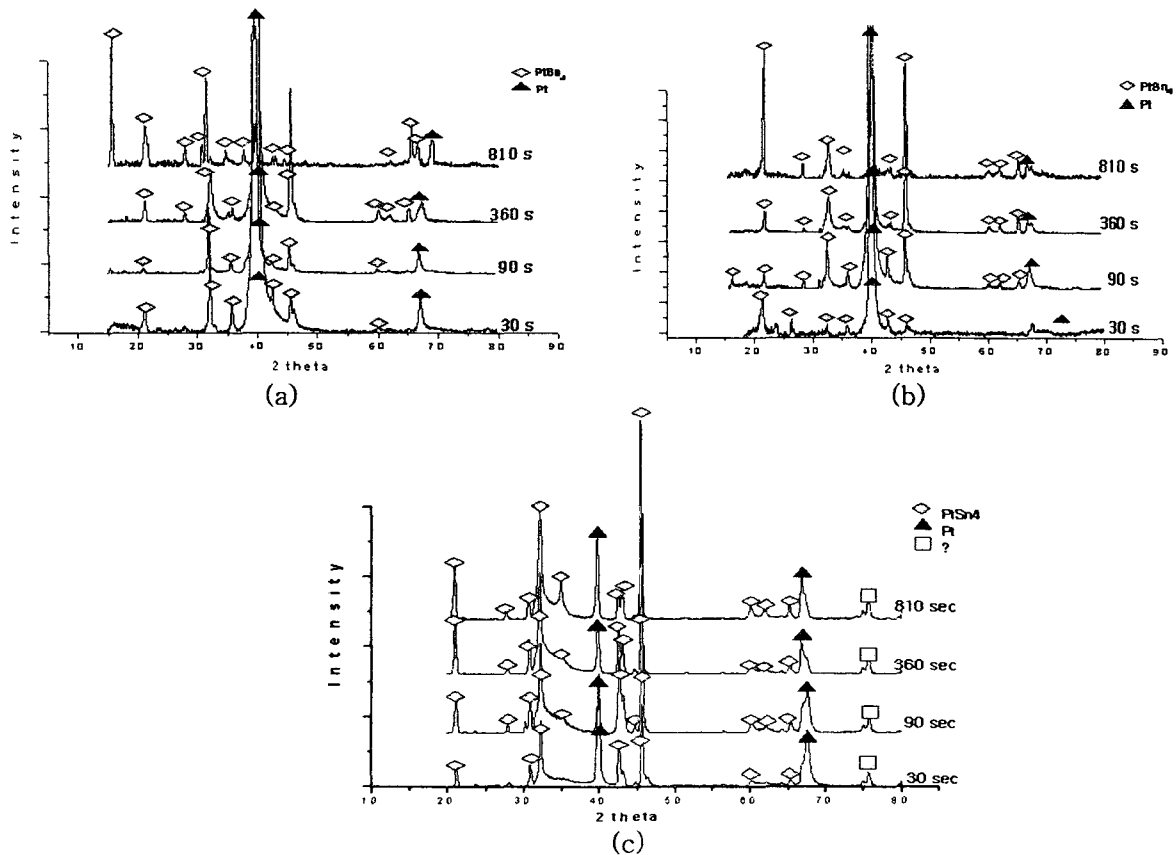 PtSn₄
Pt
Intensity
810 s
360 s
90 s
30 s
10 20 30 40 50 60 70 80 90
2 theta
(a)
PtSn₄
Pt
Intensity
810 s
360 s
90 s
30 s
10 20 30 40 50 60 70 80 90
2 theta
(b)
PtSn4
Pt
?
Intensity
810 sec
360 sec
90 sec
30 sec
10 20 30 40 50 60 70 80
2 theta
(c)